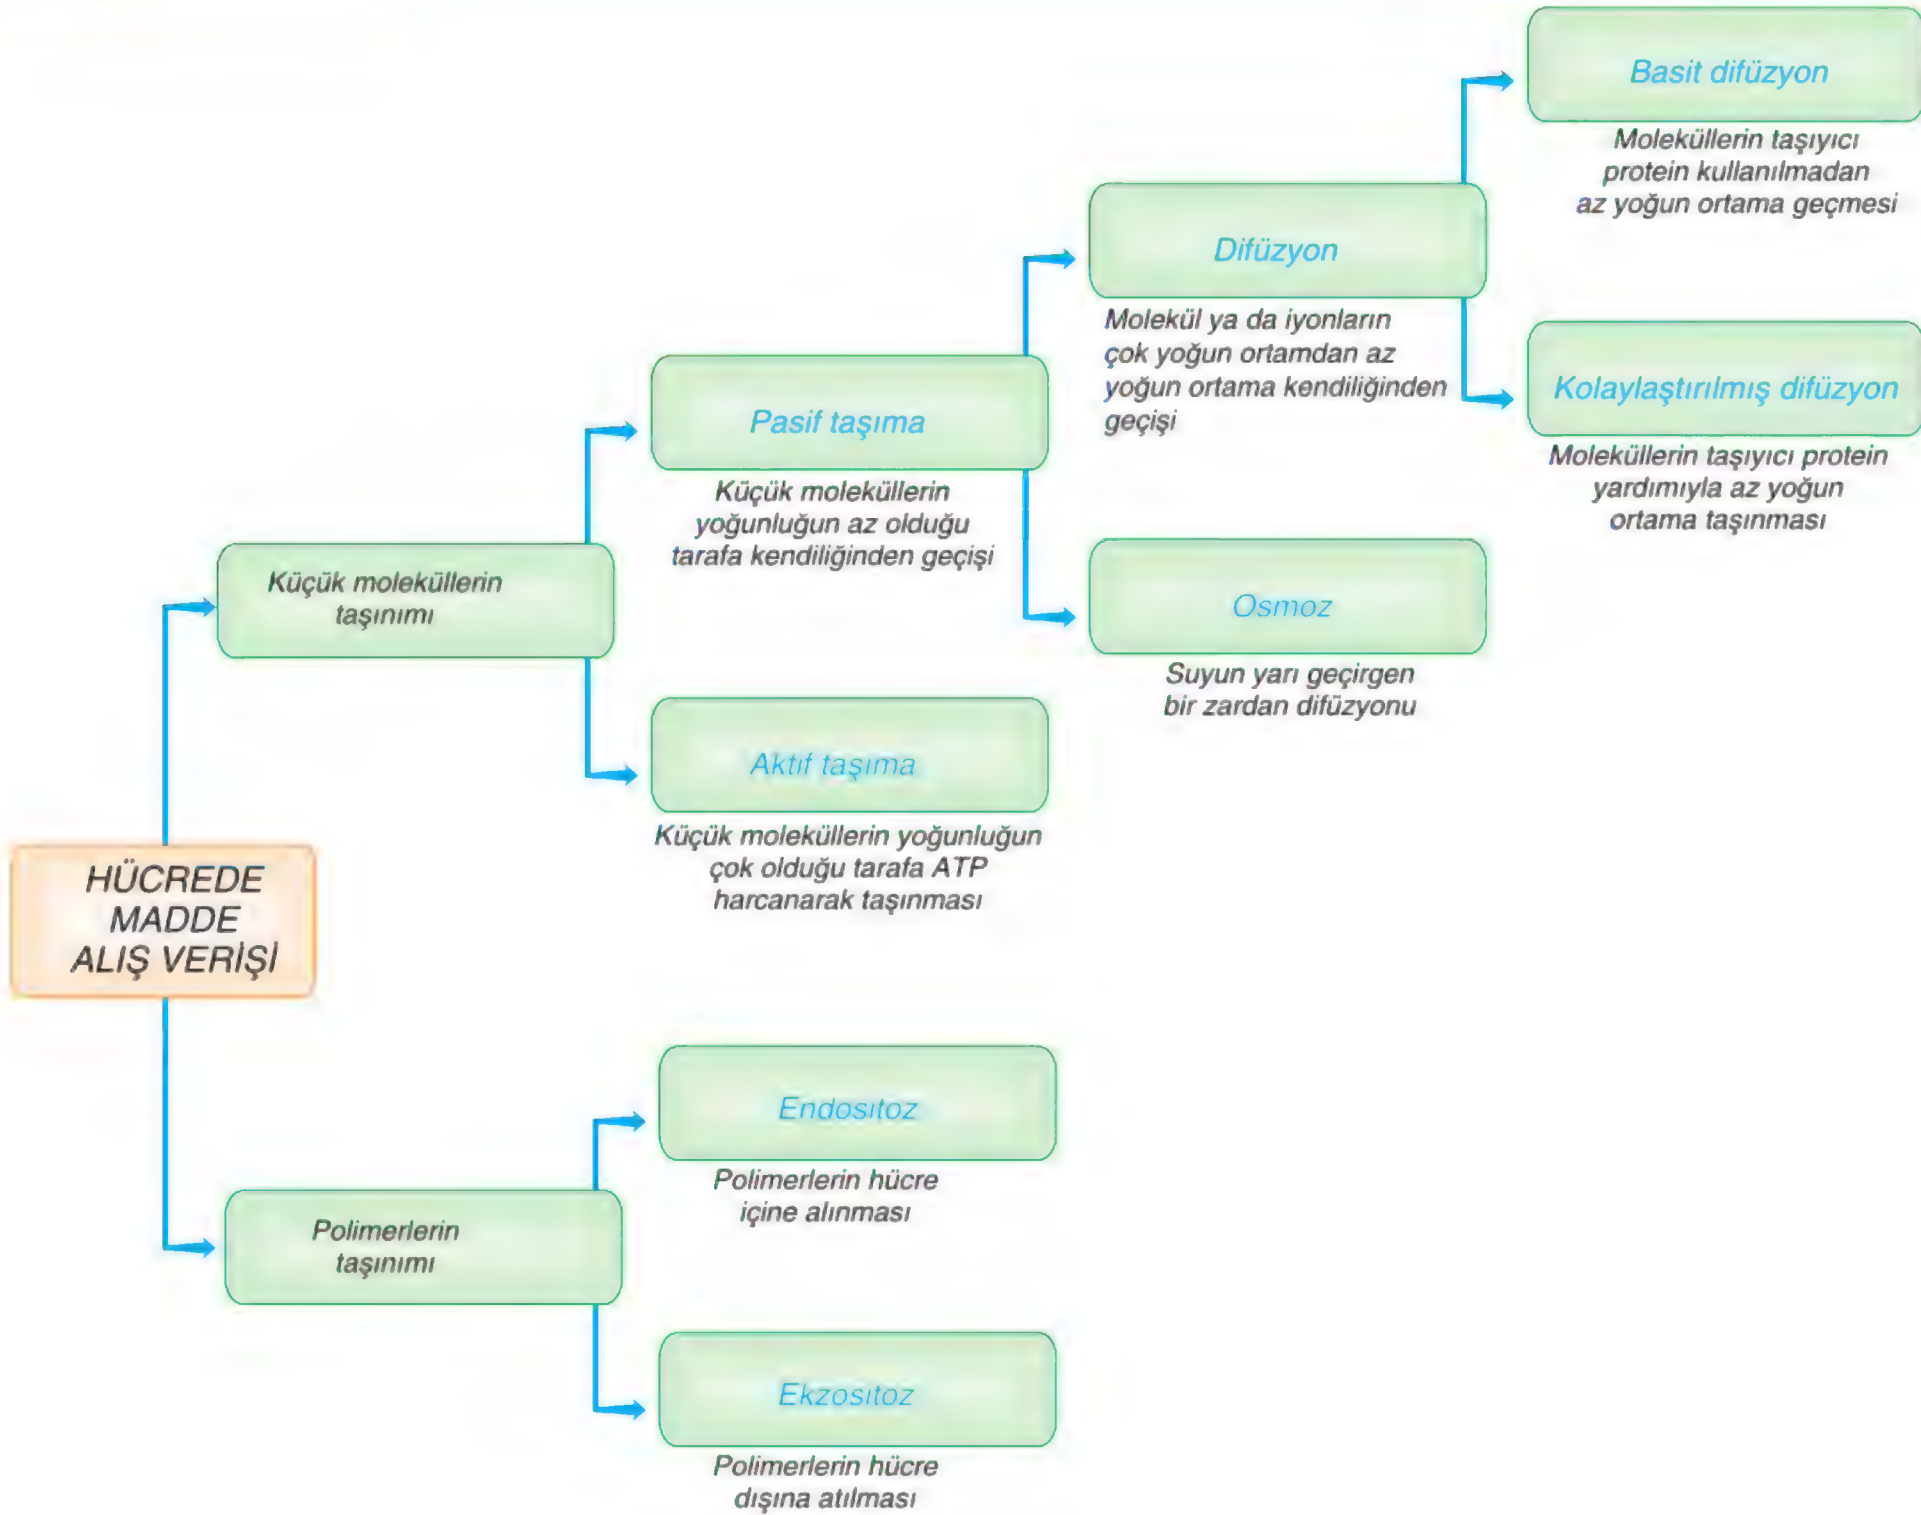 Basit difüzyon
Moleküllerin taşıyıcı
protein kullanılmadan
az yoğun ortama geçmesi
Difüzyon
Molekül ya da iyonların
çok yoğun ortamdan az
yoğun ortama kendiliğinden
geçişi
Kolaylaştırılmış difüzyon
Moleküllerin taşıyıcı protein
yardımıyla az yoğun
ortama taşınması
Pasif taşıma
Küçük moleküllerin
yoğunluğun az olduğu
tarafa kendiliğinden geçişi
Osmoz
Suyun yarı geçirgen
bir zardan difüzyonu
Küçük moleküllerin
taşınımı
Aktif taşıma
Küçük moleküllerin yoğunluğun
çok olduğu tarafa ATP
harcanarak taşınması
HÜCREDE
MADDE
ALIŞ VERİŞİ
Endositoz
Polimerlerin hücre
içine alınması
Polimerlerin
taşınımı
Ekzositoz
Polimerlerin hücre
dışına atılması